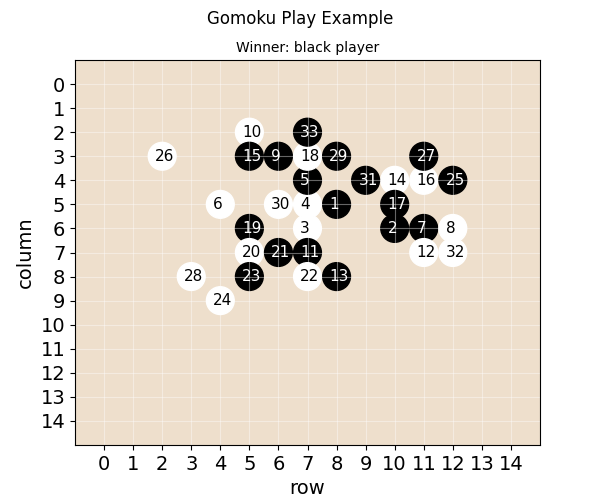 Gomoku Play Example
Winner: black player
0
1
2 10 33
3 26 15 9 18 29 27
4 5 31 14 16 25
5 6 30 4 1 17
6 19 3 2 7 8
7 20 21 11 12 32
8 28 23 22 13
9 24
10
11
12
13
14
0 1 2 3 4 5 6 7 8 9 10 11 12 13 14
row
column